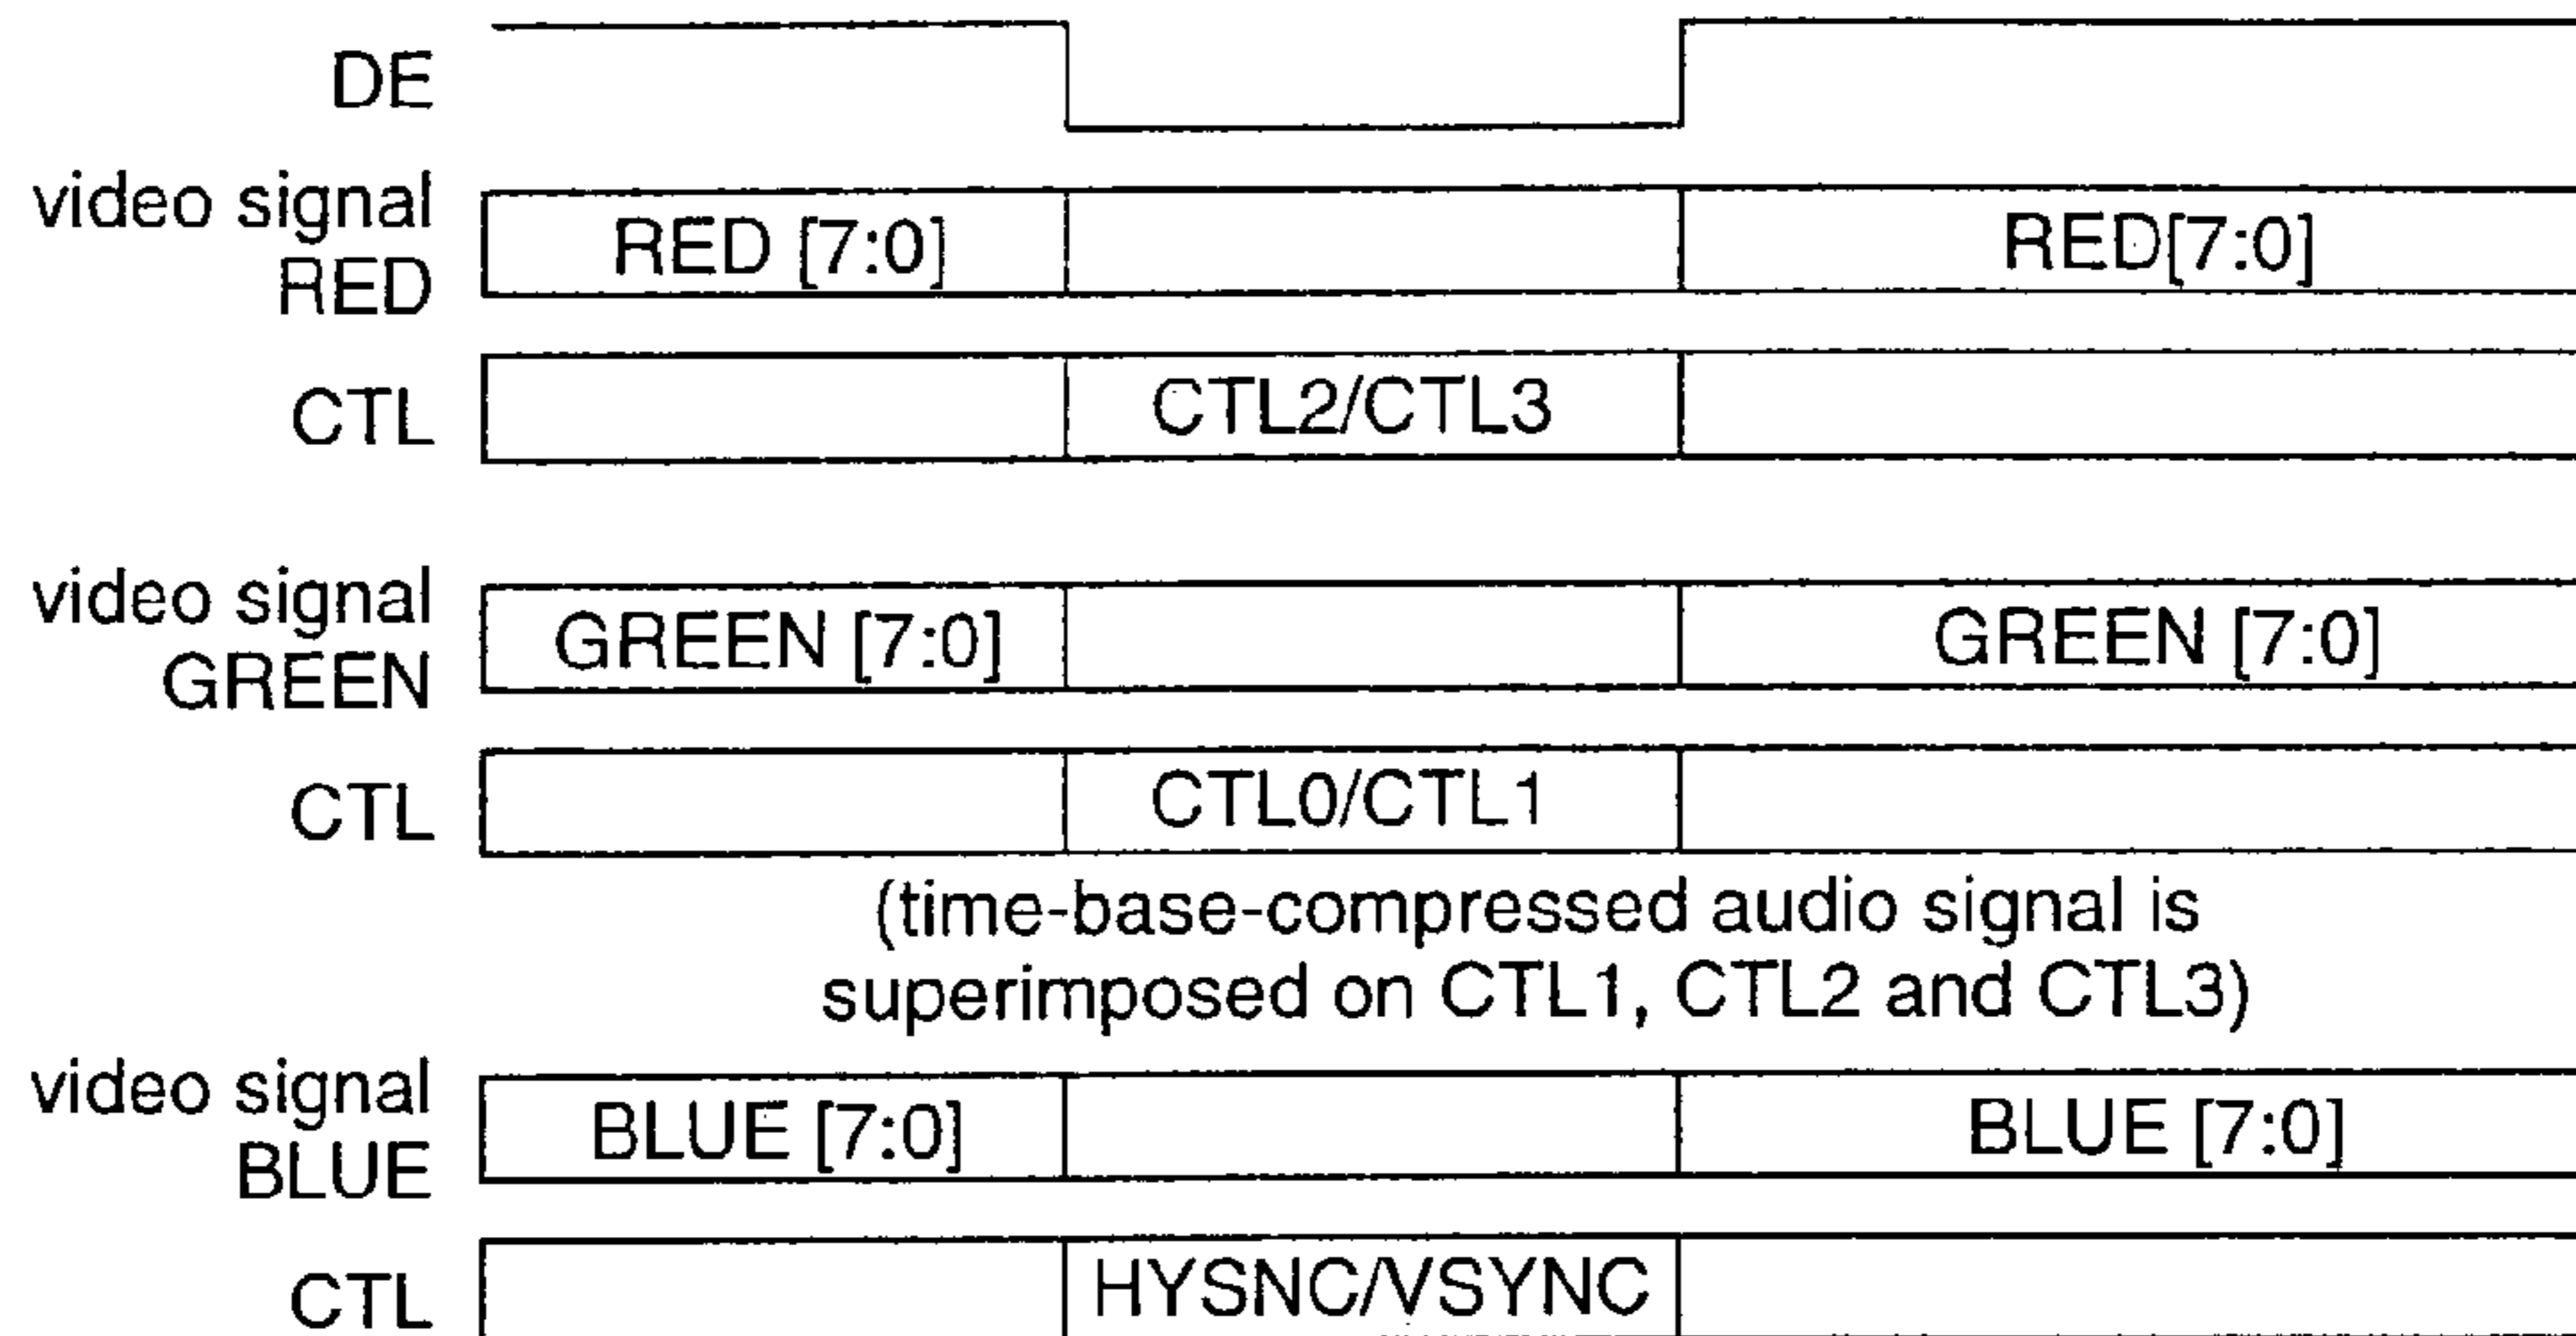 DE
video signal
RED
RED [7:0]
RED[7:0]
CTL
CTL2/CTL3
video signal
GREEN
GREEN [7:0]
GREEN [7:0]
CTL
CTL0/CTL1
(time-base-compressed audio signal is
superimposed on CTL1, CTL2 and CTL3)
video signal
BLUE
BLUE [7:0]
BLUE [7:0]
CTL
HYSNC/VSYNC